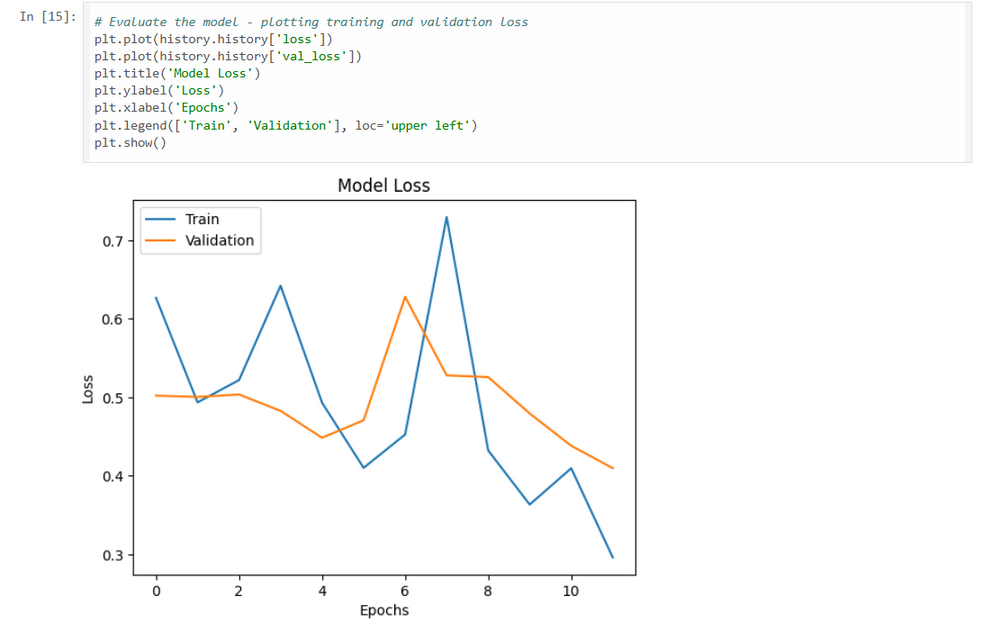 In [15]:
# Evaluate the model - plotting training and validation loss
plt.plot(history.history['loss'])
plt.plot(history.history['val_loss'])
plt.title('Model Loss')
plt.ylabel('Loss')
plt.xlabel('Epochs')
plt.legend(['Train', 'Validation'], loc='upper left')
plt.show()
Model Loss
Train
Validation
0.7
0.6
0.5
0.4
0.3
Loss
0 2 4 6 8 10
Epochs